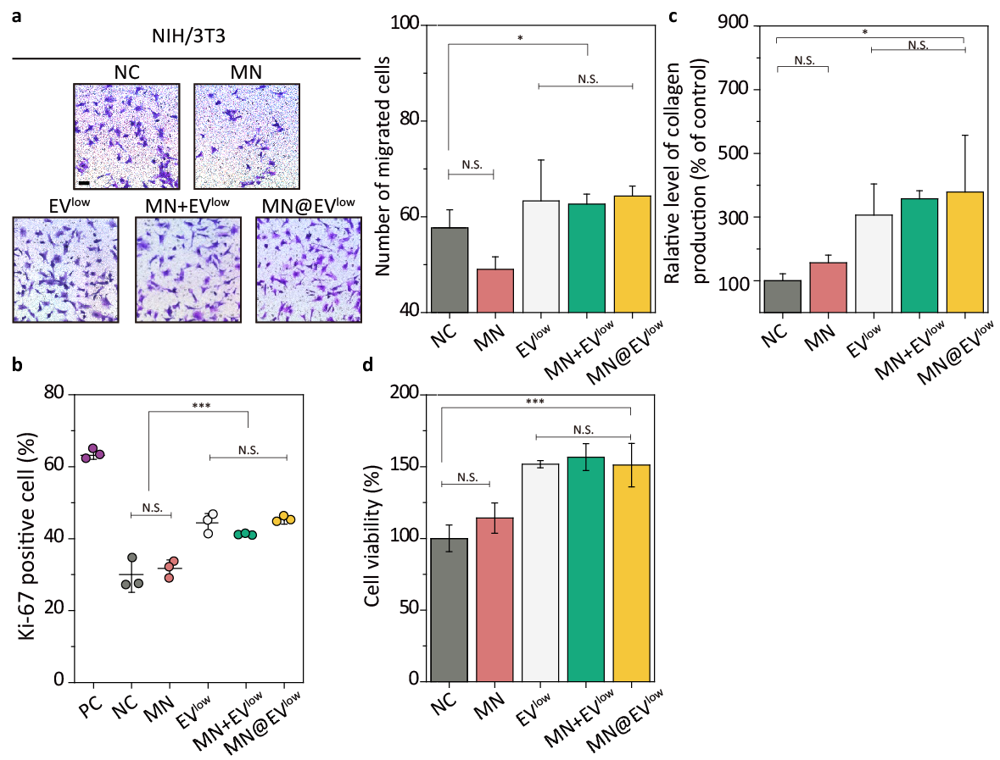 a
NIH/3T3
NC MN
EVlow MN+EVlow MN@EVlow
Number of migrated cells
100
80
60
40
*
N.S.
N.S.
NC MN EVlow MN+EVlow MN@EVlow
c
Ralative level of collagen
production (% of control)
900
700
500
300
100
*
N.S.
N.S.
NC MN EVlow MN+EVlow MN@EVlow
b
Ki-67 positive cell (%)
80
60
40
20
0
***
N.S.
N.S.
PC NC MN EVlow MN+EVlow MN@EVlow
d
Cell viability (%)
200
150
100
50
0
***
N.S.
N.S.
NC MN EVlow MN+EVlow MN@EVlow